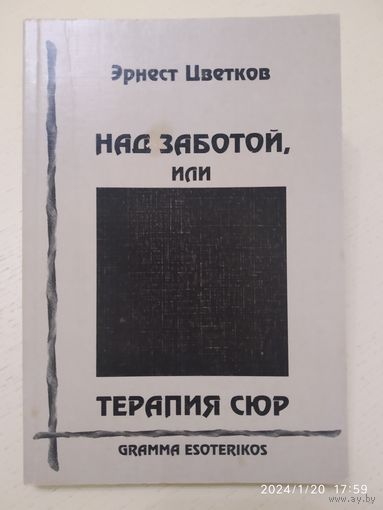 Эрнест Цветков
НАД ЗАБОТОЙ,
ИЛИ
ТЕРАПИЯ СЮР
GRAMMA ESOTERIKOS
2024/1/20 17:59
www.ay.by